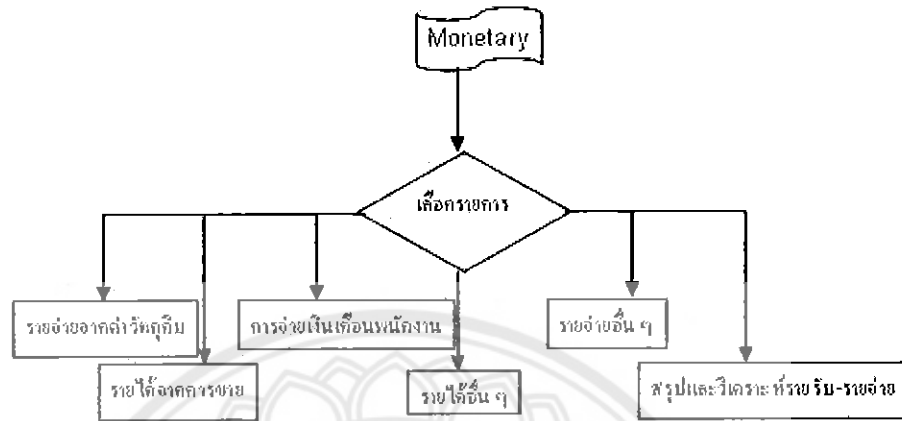 Monetary
เลือกรายการ
รายจ่ายจากค่าวัตถุดิบ
การจ่ายเงินเดือนพนักงาน
รายจ่ายอื่น ๆ
รายได้จากการขาย
รายได้อื่น ๆ
สรุปและวิเคราะห์รายรับ-รายจ่าย